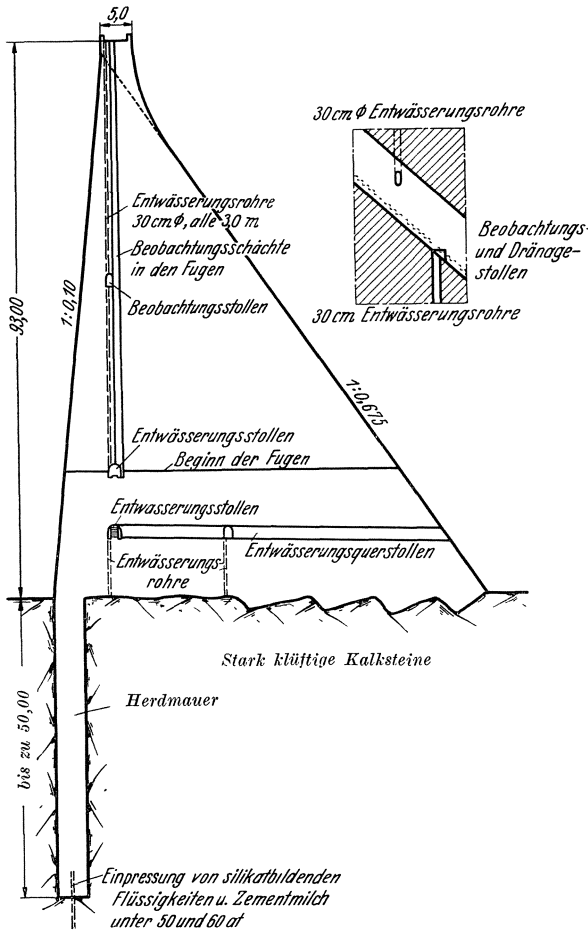 5,0
30 cm ϕ Entwässerungsrohre
Entwässerungsrohre
30 cm ϕ, alle 3,0 m
Beobachtungsschächte
in den Fugen
Beobachtungsstollen
Beobachtungs-
und Dränage-
stollen
30 cm Entwässerungsrohre
93,00
1:0,10
1:0,675
Entwässerungsstollen
Beginn der Fugen
Entwasserungsstollen
Entwässerungsquerstollen
Entwässerungs-
rohre
Stark klüftige Kalksteine
Herdmauer
bis zu 50,00
Einpressung von silikatbildenden
Flüssigkeiten u. Zementmilch
unter 50 und 60 at